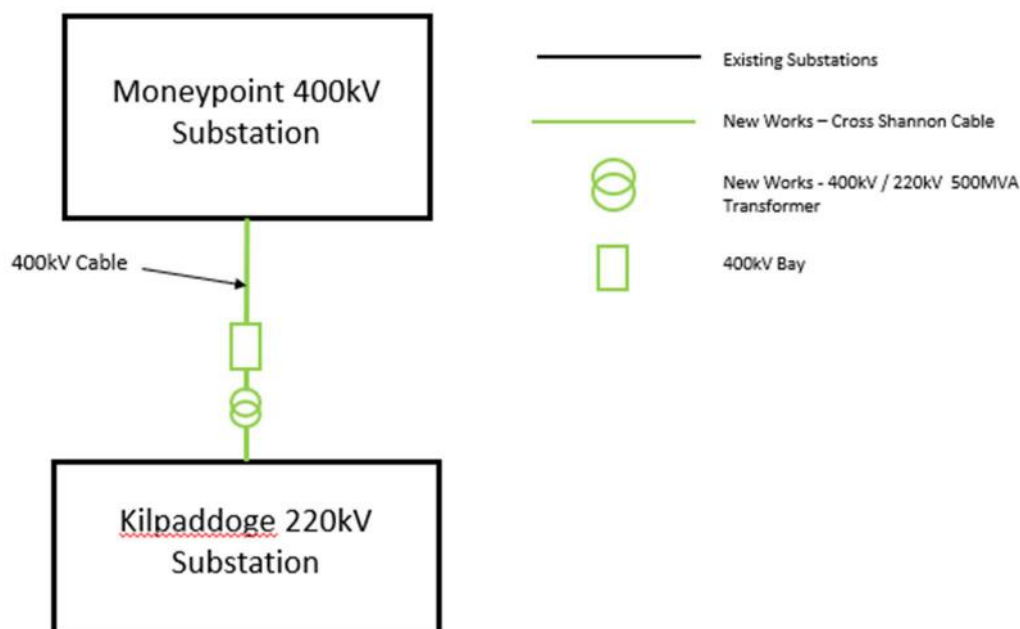 Moneypoint 400kV
Substation
400kV Cable
Kilpaddoge 220kV
Substation
Existing Substations
New Works – Cross Shannon Cable
New Works - 400kV / 220kV 500MVA
Transformer
400kV Bay